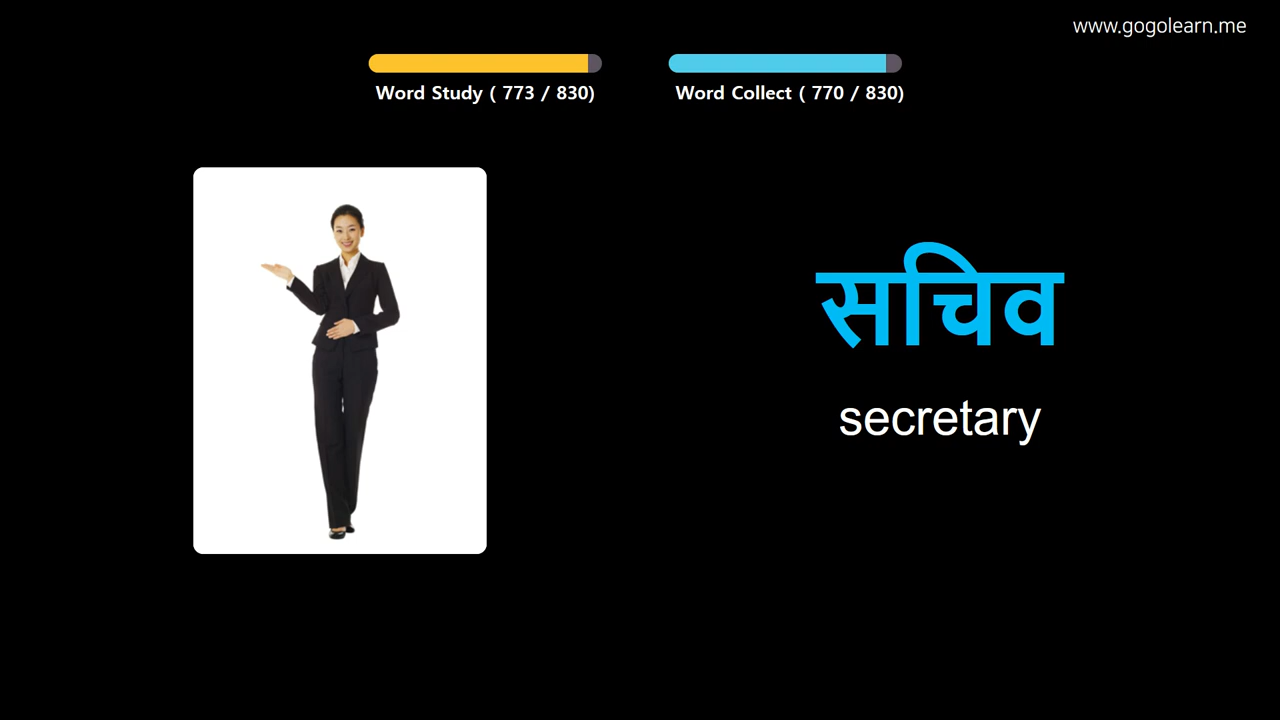 www.gogolearn.me
Word Study ( 773 / 830)
Word Collect ( 770 / 830)
सचिव
secretary